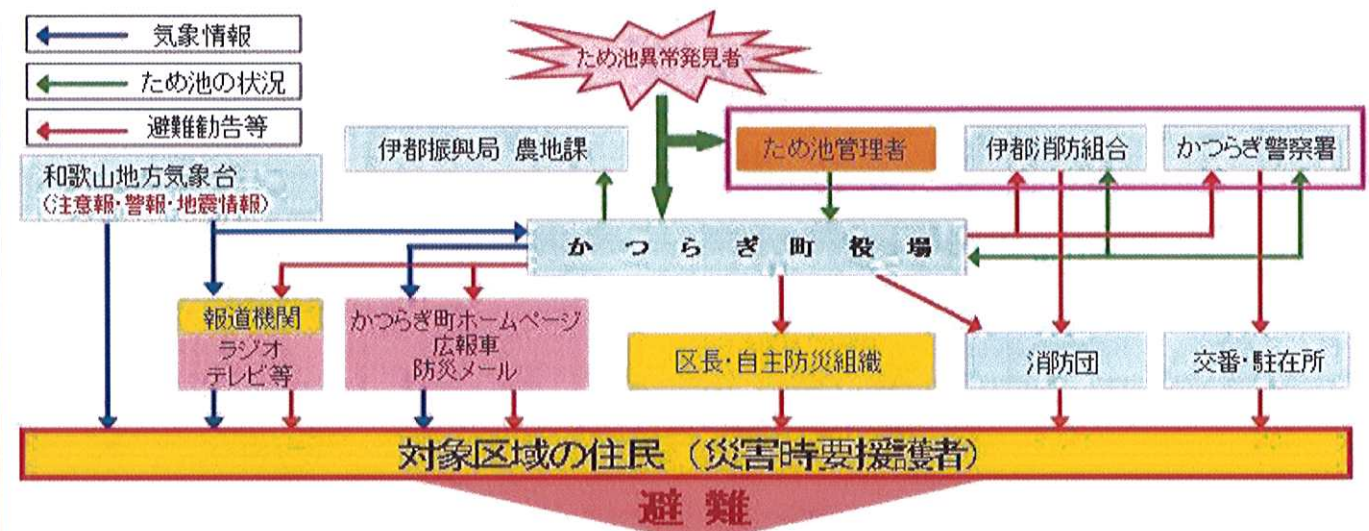 気象情報
ため池の状況
避難勧告等
ため池異常発見者
伊都振興局 農地課
ため池管理者
伊都消防組合
かつらぎ警察署
和歌山地方気象台
（注意報・警報・地震情報）
かつらぎ町役場
報道機関
ラジオ
テレビ等
かつらぎ町ホームページ
広報車
防災メール
区長・自主防災組織
消防団
交番・駐在所
対象区域の住民（災害時要援護者）
避難